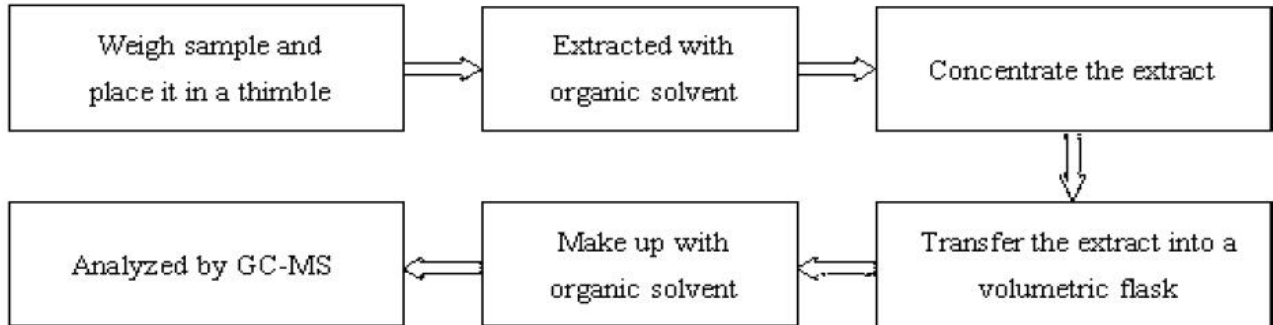 Weigh sample and
place it in a thimble
Extracted with
organic solvent
Concentrate the extract
Transfer the extract into a
volumetric flask
Make up with
organic solvent
Analyzed by GC-MS